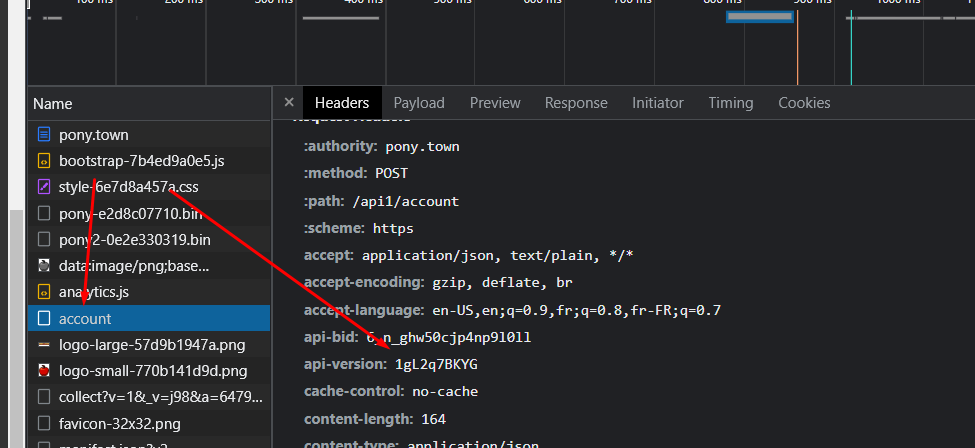 100 ms 200 ms 300 ms 400 ms 500 ms 600 ms 700 ms 800 ms 900 ms 1000 ms
Name
× Headers Payload Preview Response Initiator Timing Cookies
pony.town
bootstrap-7b4ed9a0e5.js
style-6e7d8a457a.css
pony-e2d8c07710.bin
pony2-0e2e330319.bin
data:image/png;base...
analytics.js
account
logo-large-57d9b1947a.png
logo-small-770b141d9d.png
collect?v=1&_v=j98&a=6479...
favicon-32x32.png
Request Headers
:authority: pony.town
:method: POST
:path: /api1/account
:scheme: https
accept: application/json, text/plain, */*
accept-encoding: gzip, deflate, br
accept-language: en-US,en;q=0.9,fr;q=0.8,fr-FR;q=0.7
api-bid:
api-version: 1gL2q7BKYG
cache-control: no-cache
content-length: 164
content-type: application/json